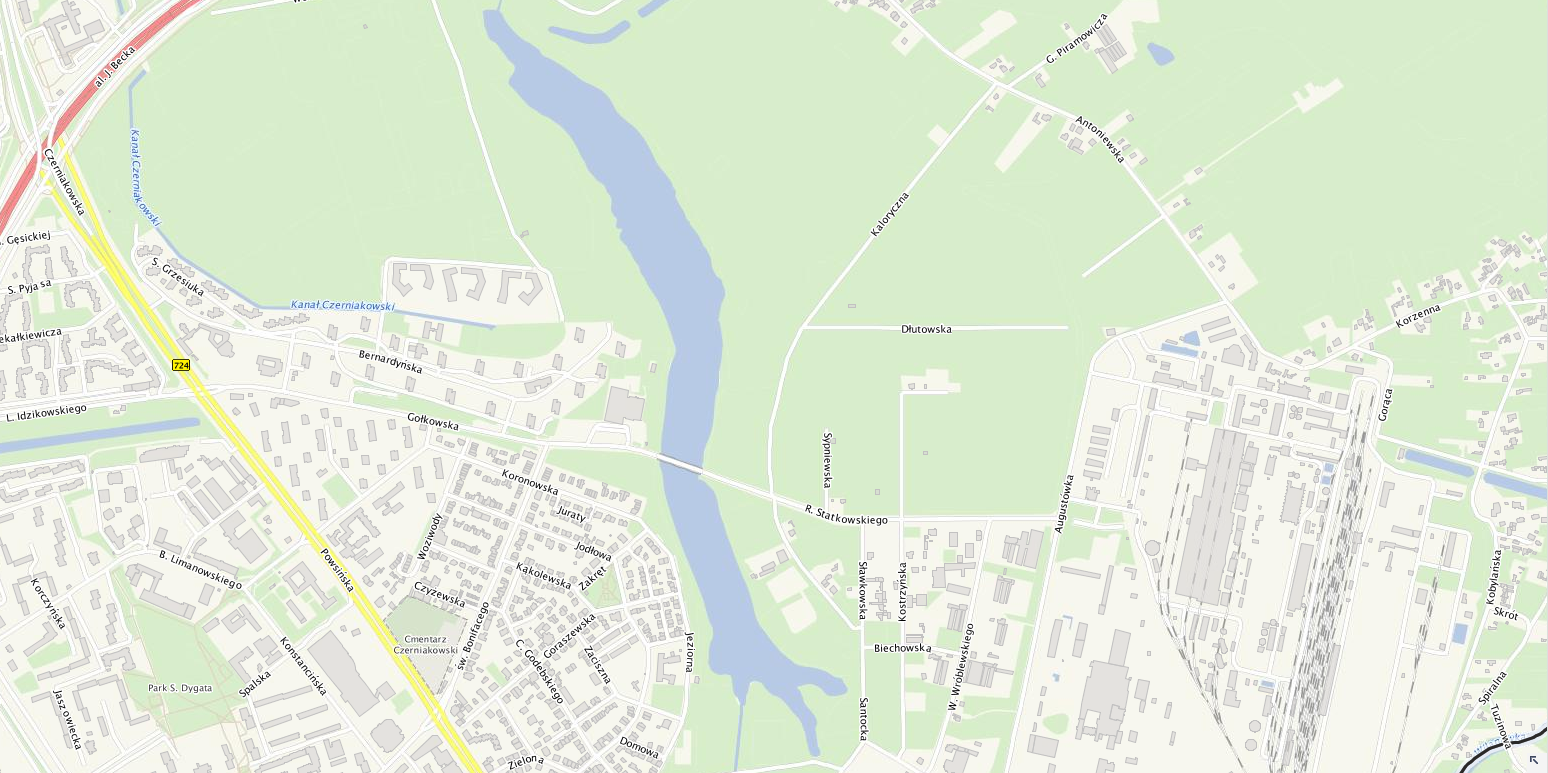 al. J. Becka
G. Piramowicza
Antoniewska
Kanał Czerniakowski
Czerniakowska
Kaloryczna
Gęsickiej
S. Grzesiuka
S. Pyjasa
Kanał Czerniakowski
Korzenna
Dłutowska
Bernardyńska
724
L. Idzikowskiego
Gołkowska
Gorąca
Sypniewska
Koronowska
Juraty
R. Statkowskiego
Augustówka
Woziwody
Jodłowa
B. Limanowskiego
Powsińska
Kąkolewska
Zakręt
Czyżewska
Sławkowska
Kostrzyńska
Kobylańska
Skrót
Korczyńska
Cmentarz
Czerniakowski
św. Bonifacego
Goraszewska
C. Godebskiego
Zaciszna
Jeziorna
Biechowska
W. Wróblewskiego
Konstancińska
Spalska
Park S. Dygata
Jaszowiecka
Santocka
Spiralna
Tuzinowa
Domowa
Zielona